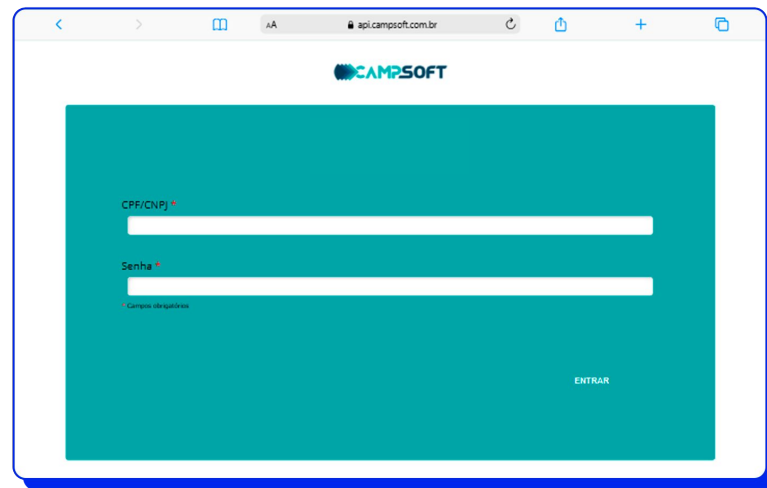 AA api.campsoft.com.br
CAMPSOFT
CPF/CNPJ *
Senha *
* Campos obrigatórios
ENTRAR